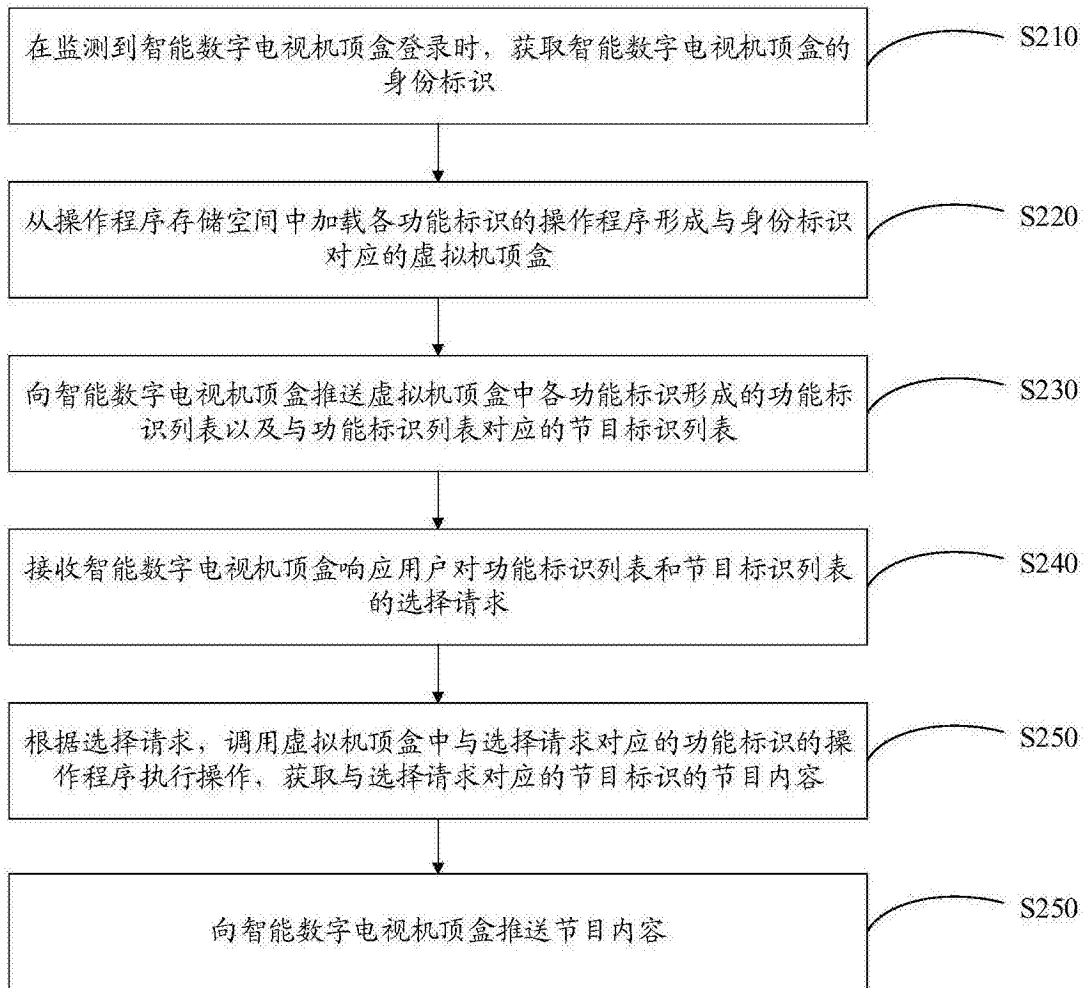 在监测到智能数字电视机顶盒登录时，获取智能数字电视机顶盒的
身份标识
S210
从操作程序存储空间中加载各功能标识的操作程序形成与身份标识
对应的虚拟机顶盒
S220
向智能数字电视机顶盒推送虚拟机顶盒中各功能标识形成的功能标
识列表以及与功能标识列表对应的节目标识列表
S230
接收智能数字电视机顶盒响应用户对功能标识列表和节目标识列表
的选择请求
S240
根据选择请求，调用虚拟机顶盒中与选择请求对应的功能标识的操
作程序执行操作，获取与选择请求对应的节目标识的节目内容
S250
向智能数字电视机顶盒推送节目内容
S250